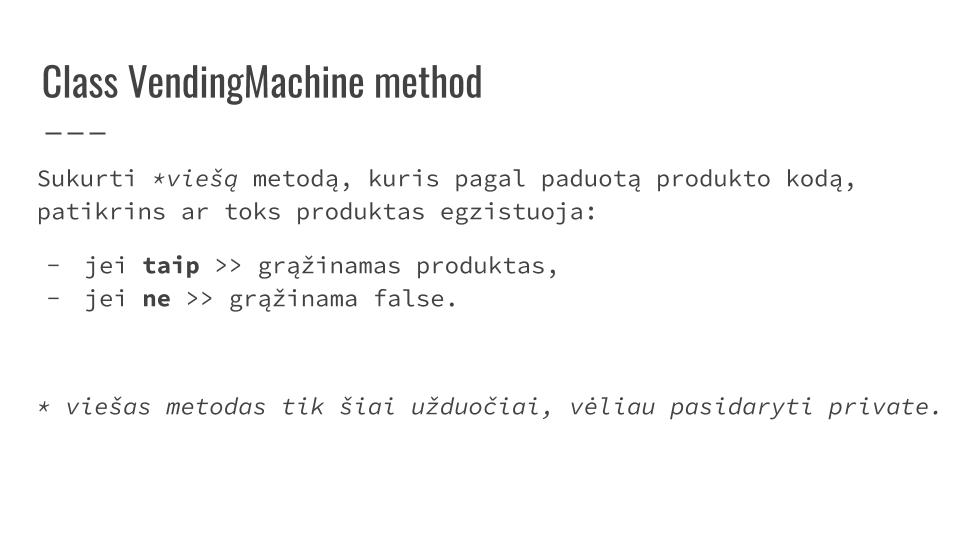 Class VendingMachine method
———
Sukurti *viešą metodą, kuris pagal paduotą produkto kodą,
patikrins ar toks produktas egzistuoja:
- jei taip >> grąžinamas produktas,
- jei ne >> grąžinama false.
* viešas metodas tik šiai užduočiai, vėliau pasidaryti private.